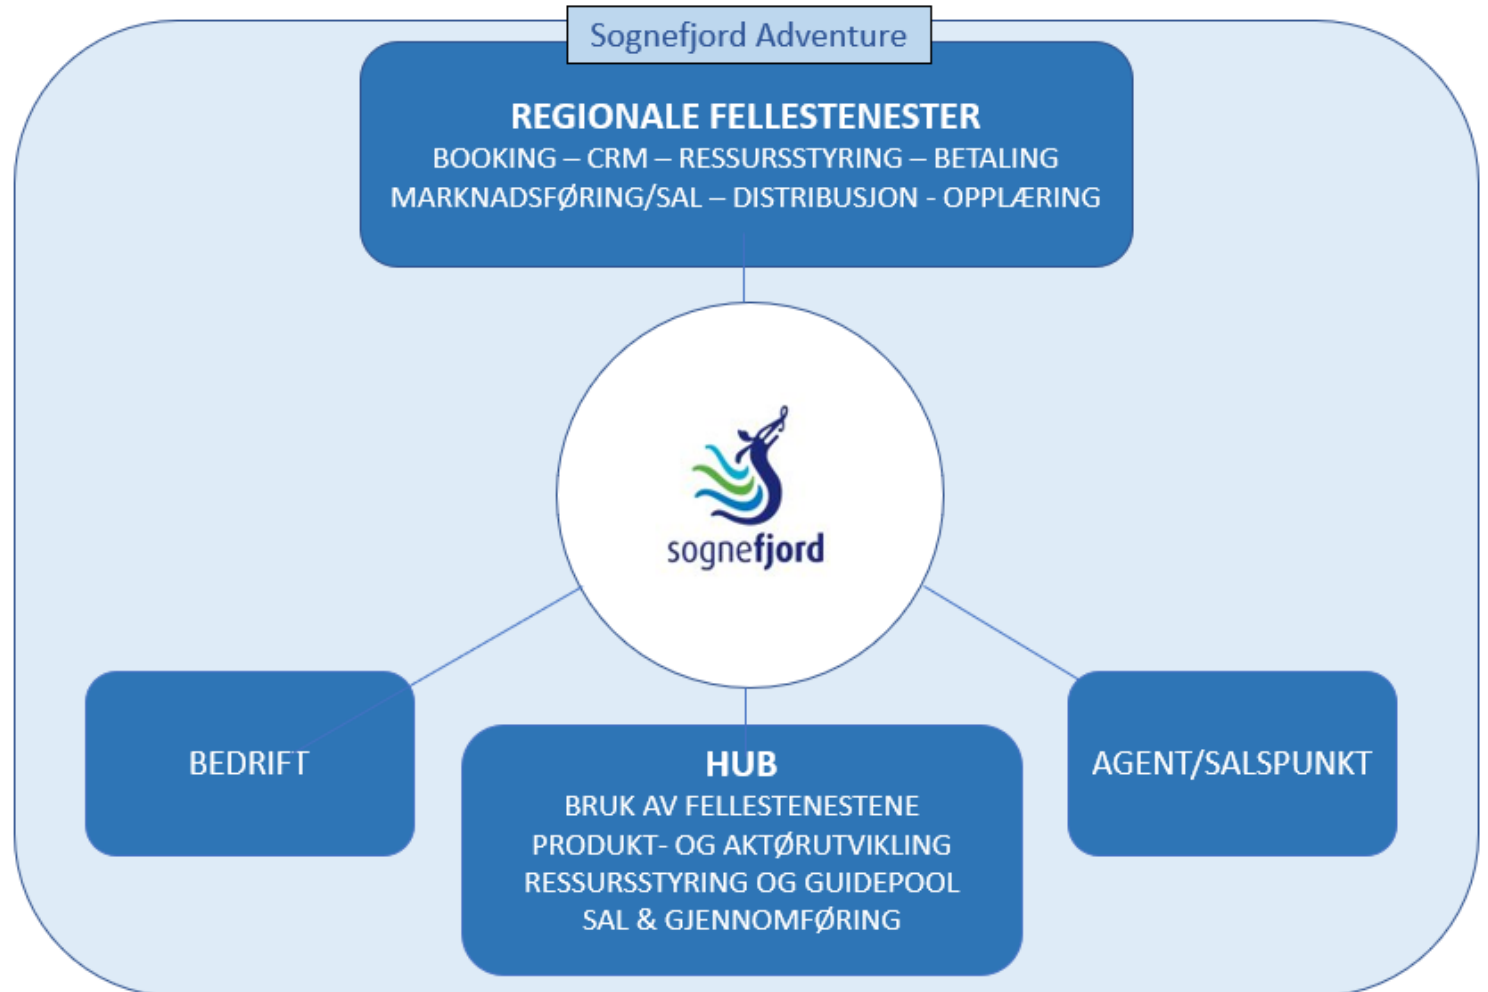 Sognefjord Adventure
REGIONALE FELLESTENESTER
BOOKING – CRM – RESSURSSTYRING – BETALING
MARKNADSFØRING/SAL – DISTRIBUSJON - OPPLÆRING
sognefjord
BEDRIFT
HUB
BRUK AV FELLESTENESTENE
PRODUKT- OG AKTØRUTVIKLING
RESSURSSTYRING OG GUIDEPOOL
SAL & GJENNOMFØRING
AGENT/SALSPUNKT